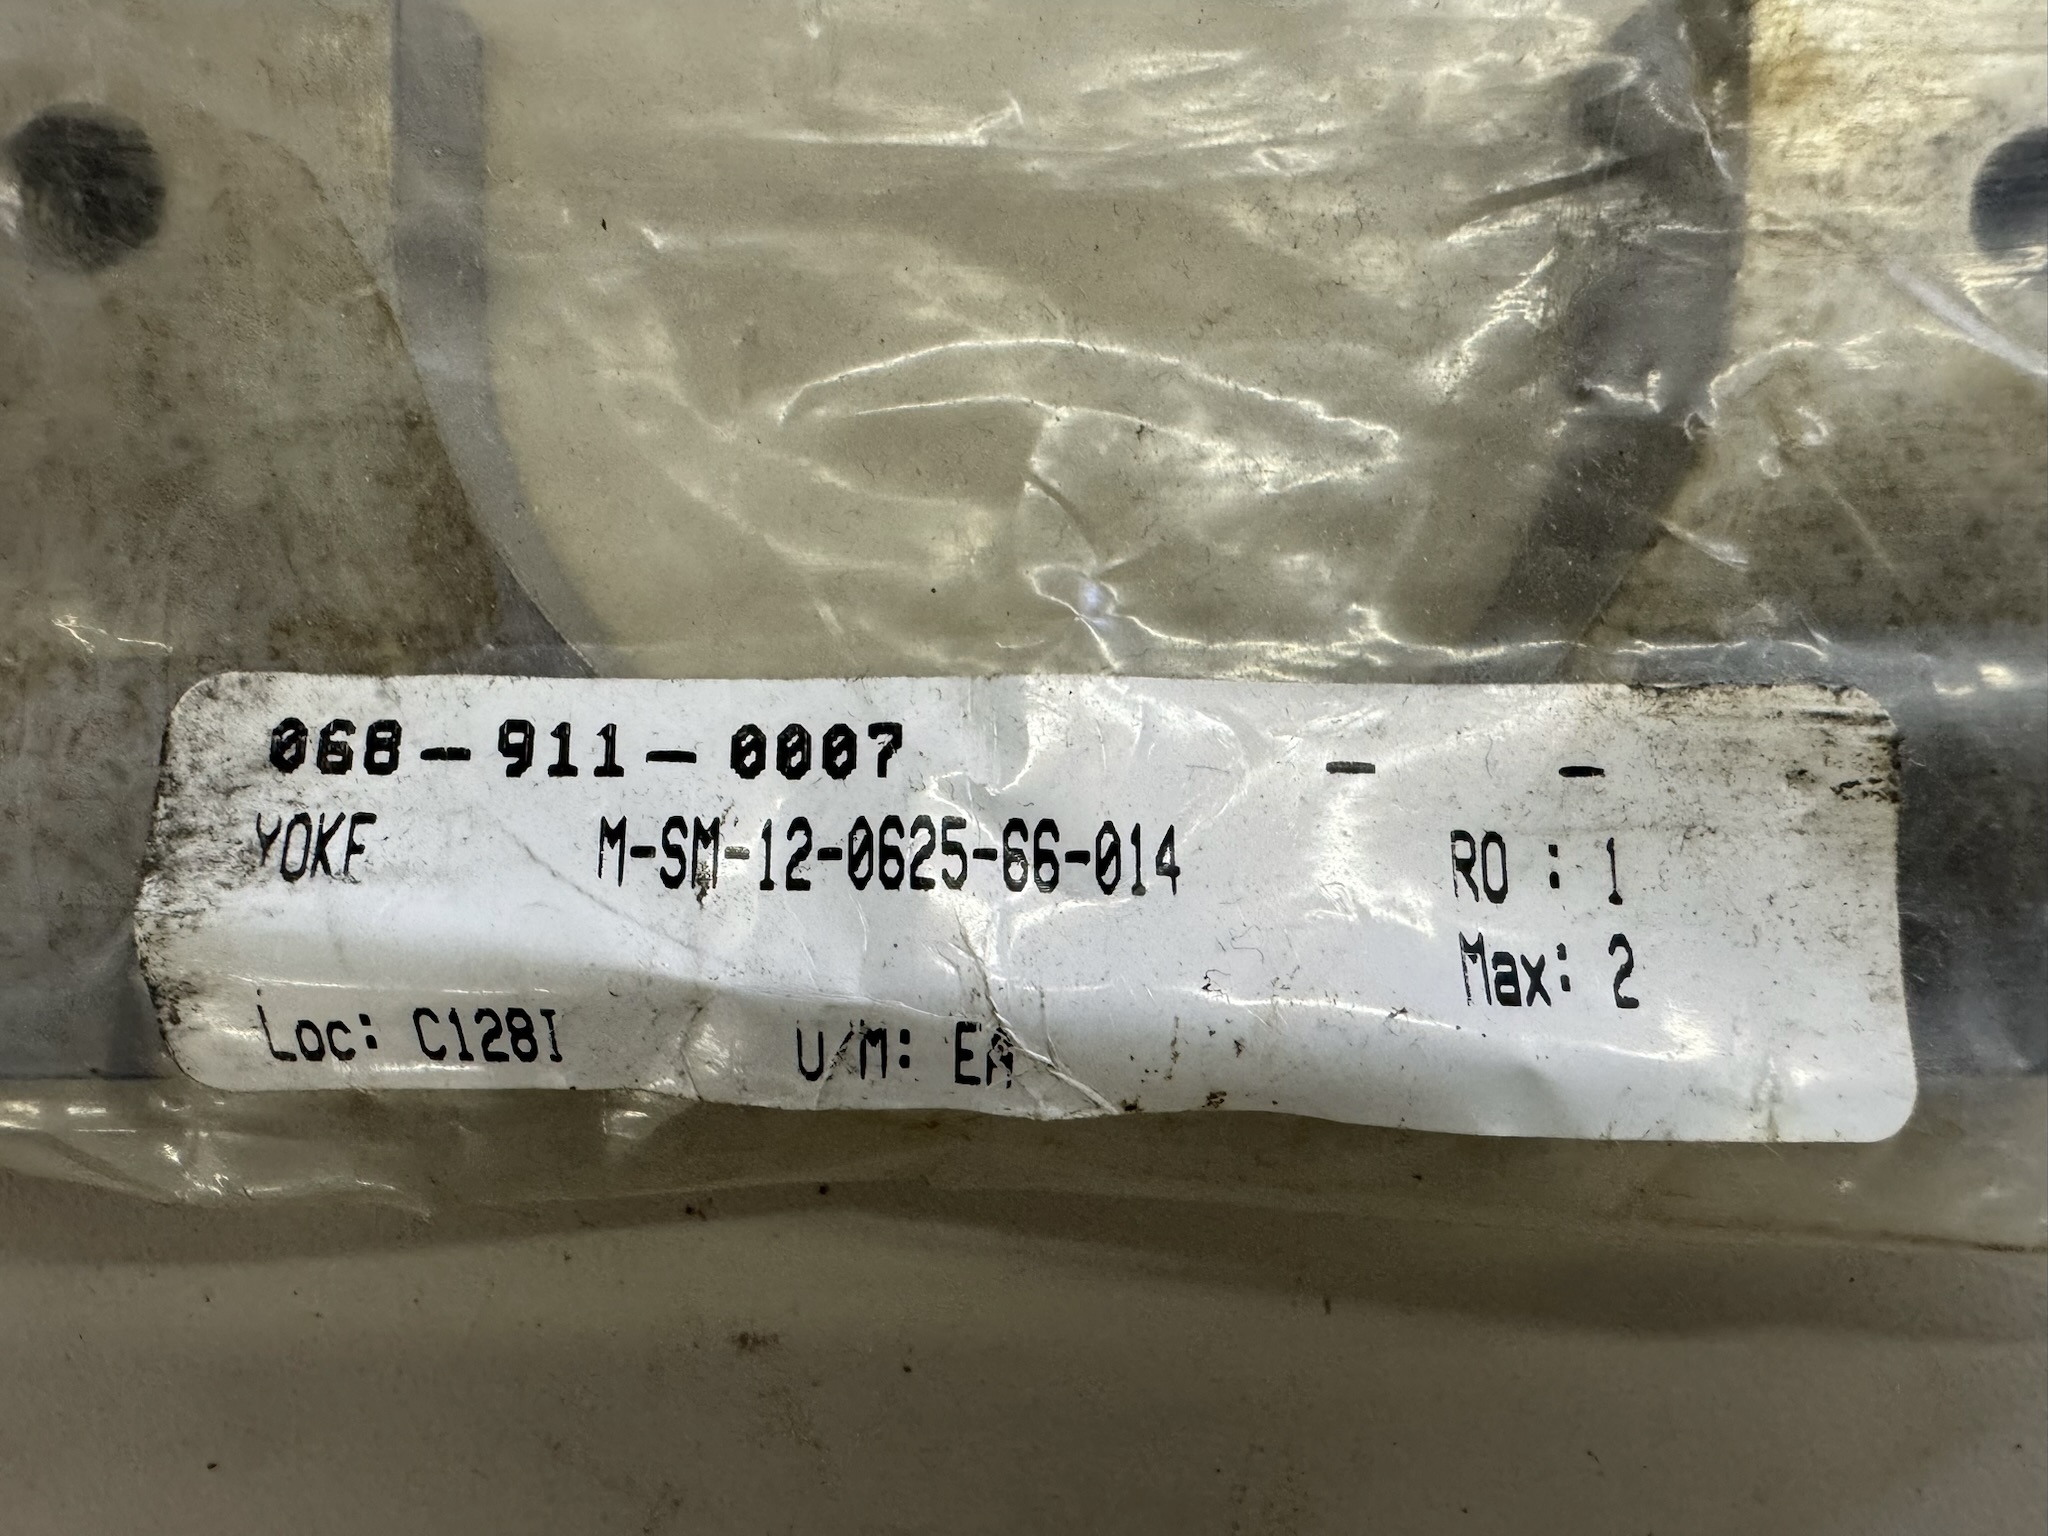 068-911-0007 - -
YOKE M-SM-12-0625-66-014 RO : 1
Max: 2
Loc: C128I U/M: EA